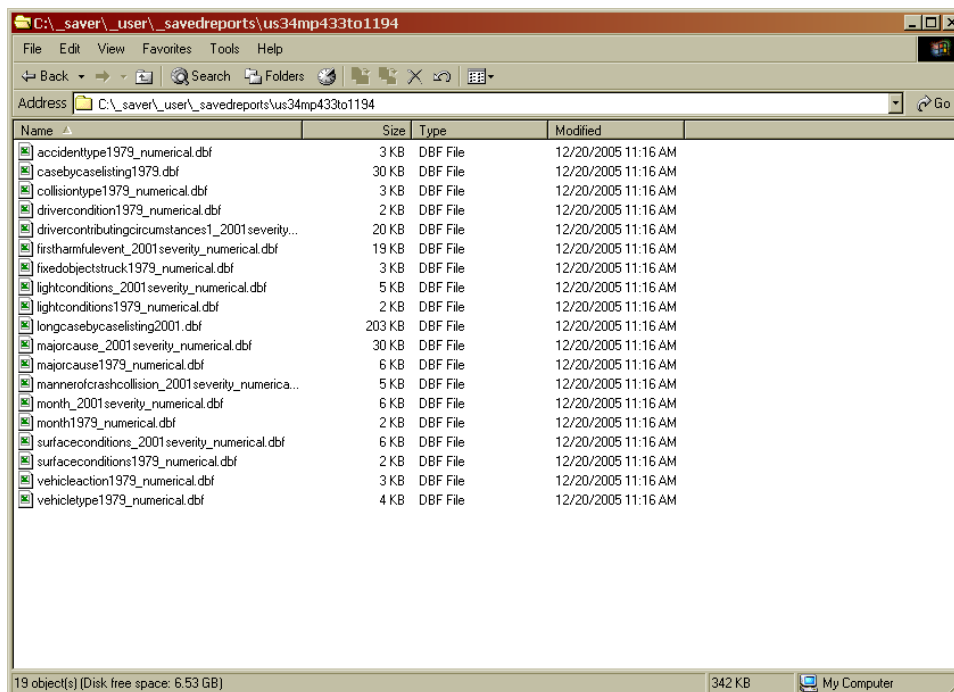 C:\_saver\_user\_savedreports\us34mp433to1194
File Edit View Favorites Tools Help
Back Search Folders
Address C:\_saver\_user\_savedreports\us34mp433to1194 Go
Name Size Type Modified
accidenttype1979_numerical.dbf 3 KB DBF File 12/20/2005 11:16 AM
casebycaselisting1979.dbf 30 KB DBF File 12/20/2005 11:16 AM
collisiontype1979_numerical.dbf 3 KB DBF File 12/20/2005 11:16 AM
drivercondition1979_numerical.dbf 2 KB DBF File 12/20/2005 11:16 AM
drivercontributingcircumstances1_2001severity... 20 KB DBF File 12/20/2005 11:16 AM
firstharmfulevent_2001severity_numerical.dbf 19 KB DBF File 12/20/2005 11:16 AM
fixedobjectstruck1979_numerical.dbf 3 KB DBF File 12/20/2005 11:16 AM
lightconditions_2001severity_numerical.dbf 5 KB DBF File 12/20/2005 11:16 AM
lightconditions1979_numerical.dbf 2 KB DBF File 12/20/2005 11:16 AM
longcasebycaselisting2001.dbf 203 KB DBF File 12/20/2005 11:16 AM
majorcause_2001severity_numerical.dbf 30 KB DBF File 12/20/2005 11:16 AM
majorcause1979_numerical.dbf 6 KB DBF File 12/20/2005 11:16 AM
mannerofcrashcollision_2001severity_numerica... 5 KB DBF File 12/20/2005 11:16 AM
month_2001severity_numerical.dbf 6 KB DBF File 12/20/2005 11:16 AM
month1979_numerical.dbf 2 KB DBF File 12/20/2005 11:16 AM
surfaceconditions_2001severity_numerical.dbf 6 KB DBF File 12/20/2005 11:16 AM
surfaceconditions1979_numerical.dbf 2 KB DBF File 12/20/2005 11:16 AM
vehicleaction1979_numerical.dbf 3 KB DBF File 12/20/2005 11:16 AM
vehicletype1979_numerical.dbf 4 KB DBF File 12/20/2005 11:16 AM
19 object(s) (Disk free space: 6.53 GB) 342 KB My Computer